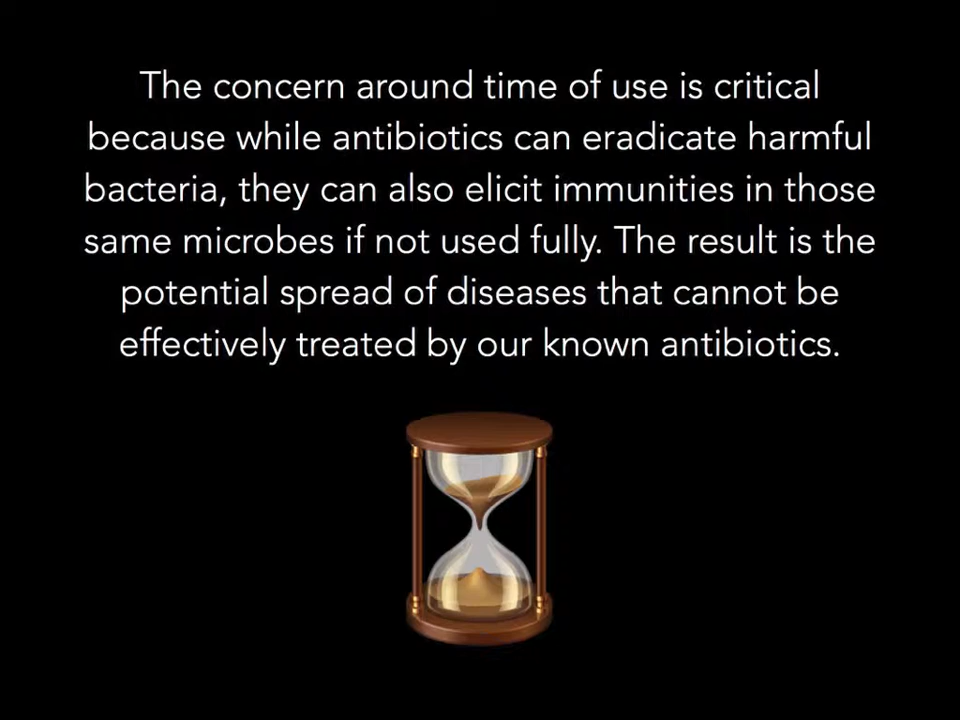 The concern around time of use is critical
because while antibiotics can eradicate harmful
bacteria, they can also elicit immunities in those
same microbes if not used fully. The result is the
potential spread of diseases that cannot be
effectively treated by our known antibiotics.